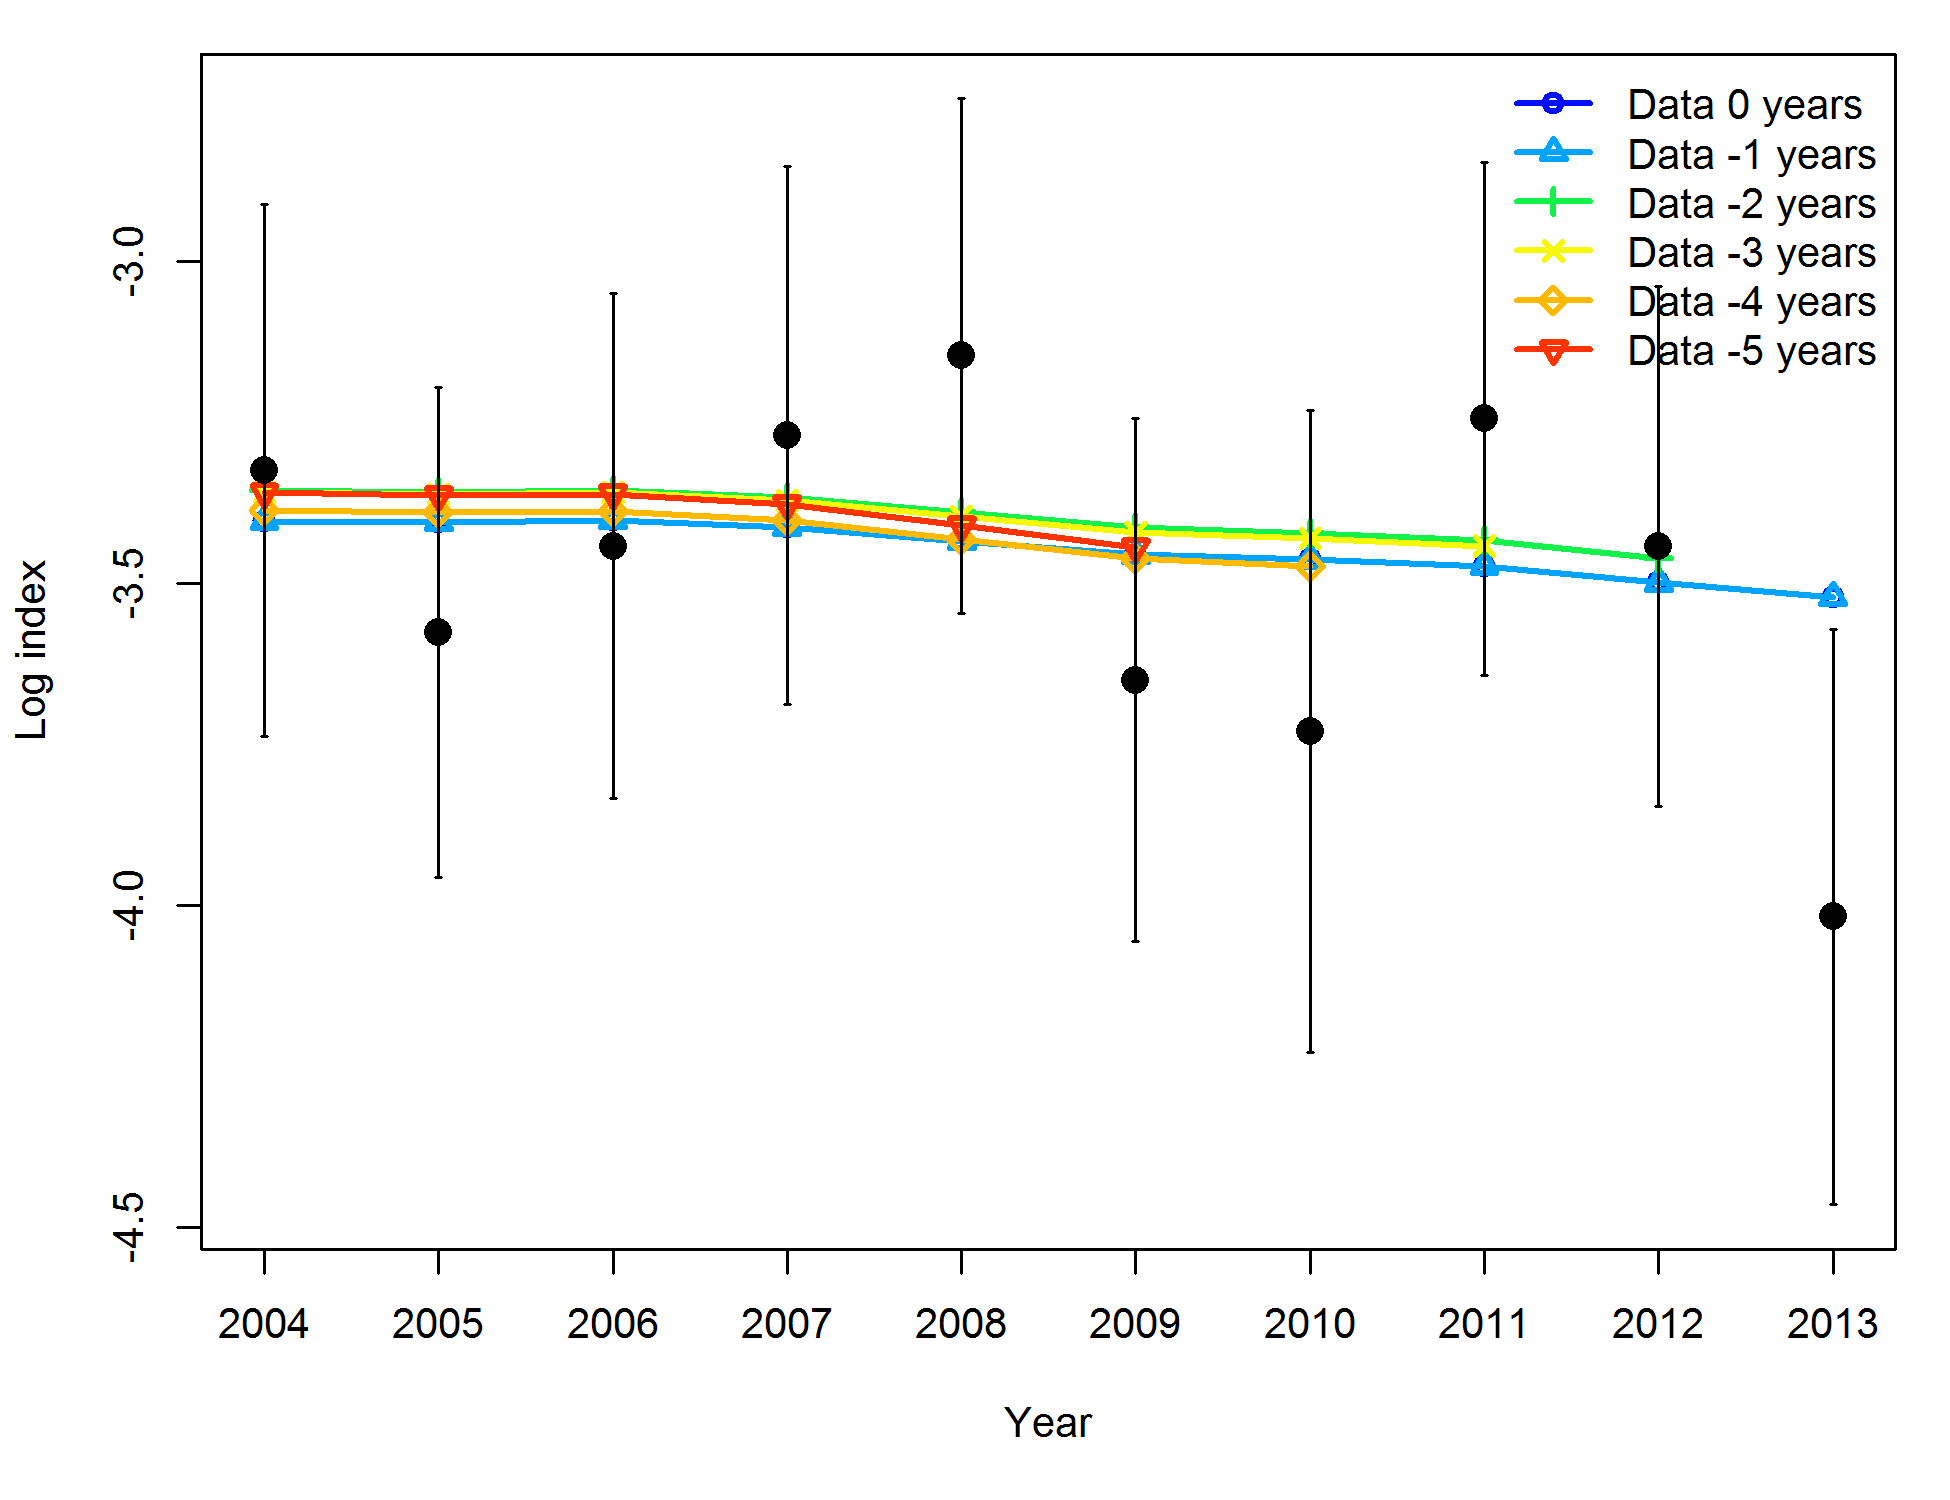 Data 0 years
Data -1 years
Data -2 years
Data -3 years
Data -4 years
Data -5 years
-3.0
-3.5
-4.0
-4.5
Log index
2004 2005 2006 2007 2008 2009 2010 2011 2012 2013
Year